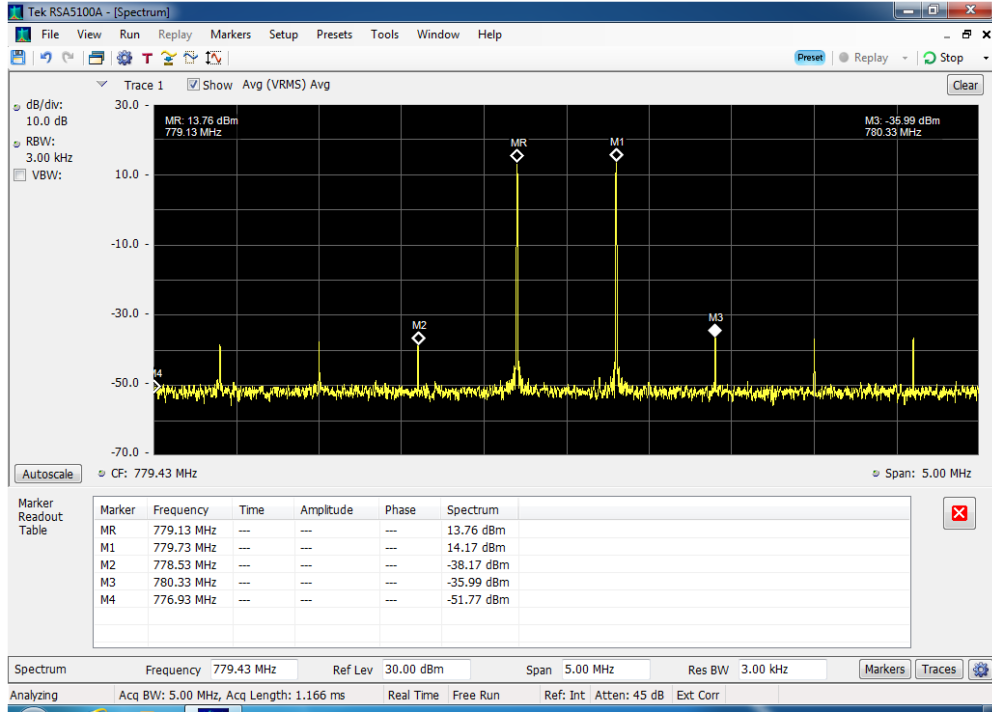 Tek RSA5100A - [Spectrum]
File View Run Replay Markers Setup Presets Tools Window Help
T Preset Replay Stop
Trace 1 Show Avg (VRMS) Avg Clear
dB/div:
10.0 dB
RBW:
3.00 kHz
VBW:
30.0
10.0
-10.0
-30.0
-50.0
-70.0
MR: 13.76 dBm
779.13 MHz
M3: -35.99 dBm
780.33 MHz
MR
M1
M2
M3
Autoscale CF: 779.43 MHz Span: 5.00 MHz
Marker
Readout
Table
Marker Frequency Time Amplitude Phase Spectrum
MR 779.13 MHz --- --- --- 13.76 dBm
M1 779.73 MHz --- --- --- 14.17 dBm
M2 778.53 MHz --- --- --- -38.17 dBm
M3 780.33 MHz --- --- --- -35.99 dBm
M4 776.93 MHz --- --- --- -51.77 dBm
Spectrum Frequency 779.43 MHz Ref Lev 30.00 dBm Span 5.00 MHz Res BW 3.00 kHz Markers Traces
Analyzing Acq BW: 5.00 MHz, Acq Length: 1.166 ms Real Time Free Run Ref: Int Atten: 45 dB Ext Corr